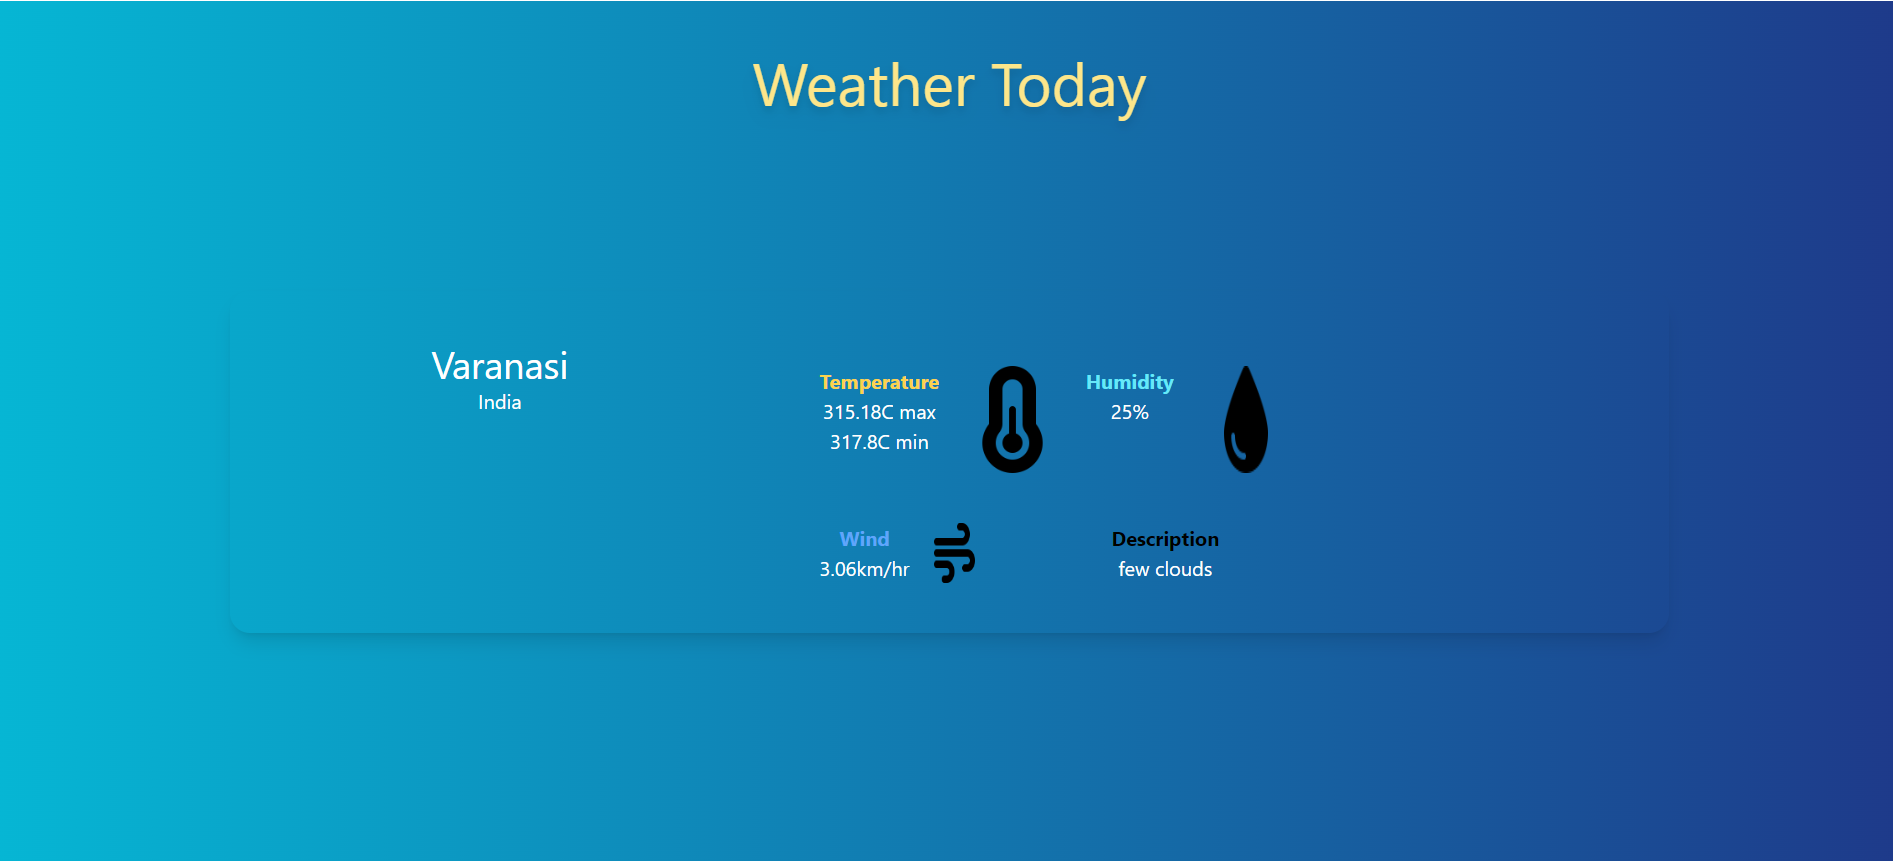 Weather Today
Varanasi
India
Temperature
315.18C max
317.8C min
Humidity
25%
Wind
3.06km/hr
Description
few clouds